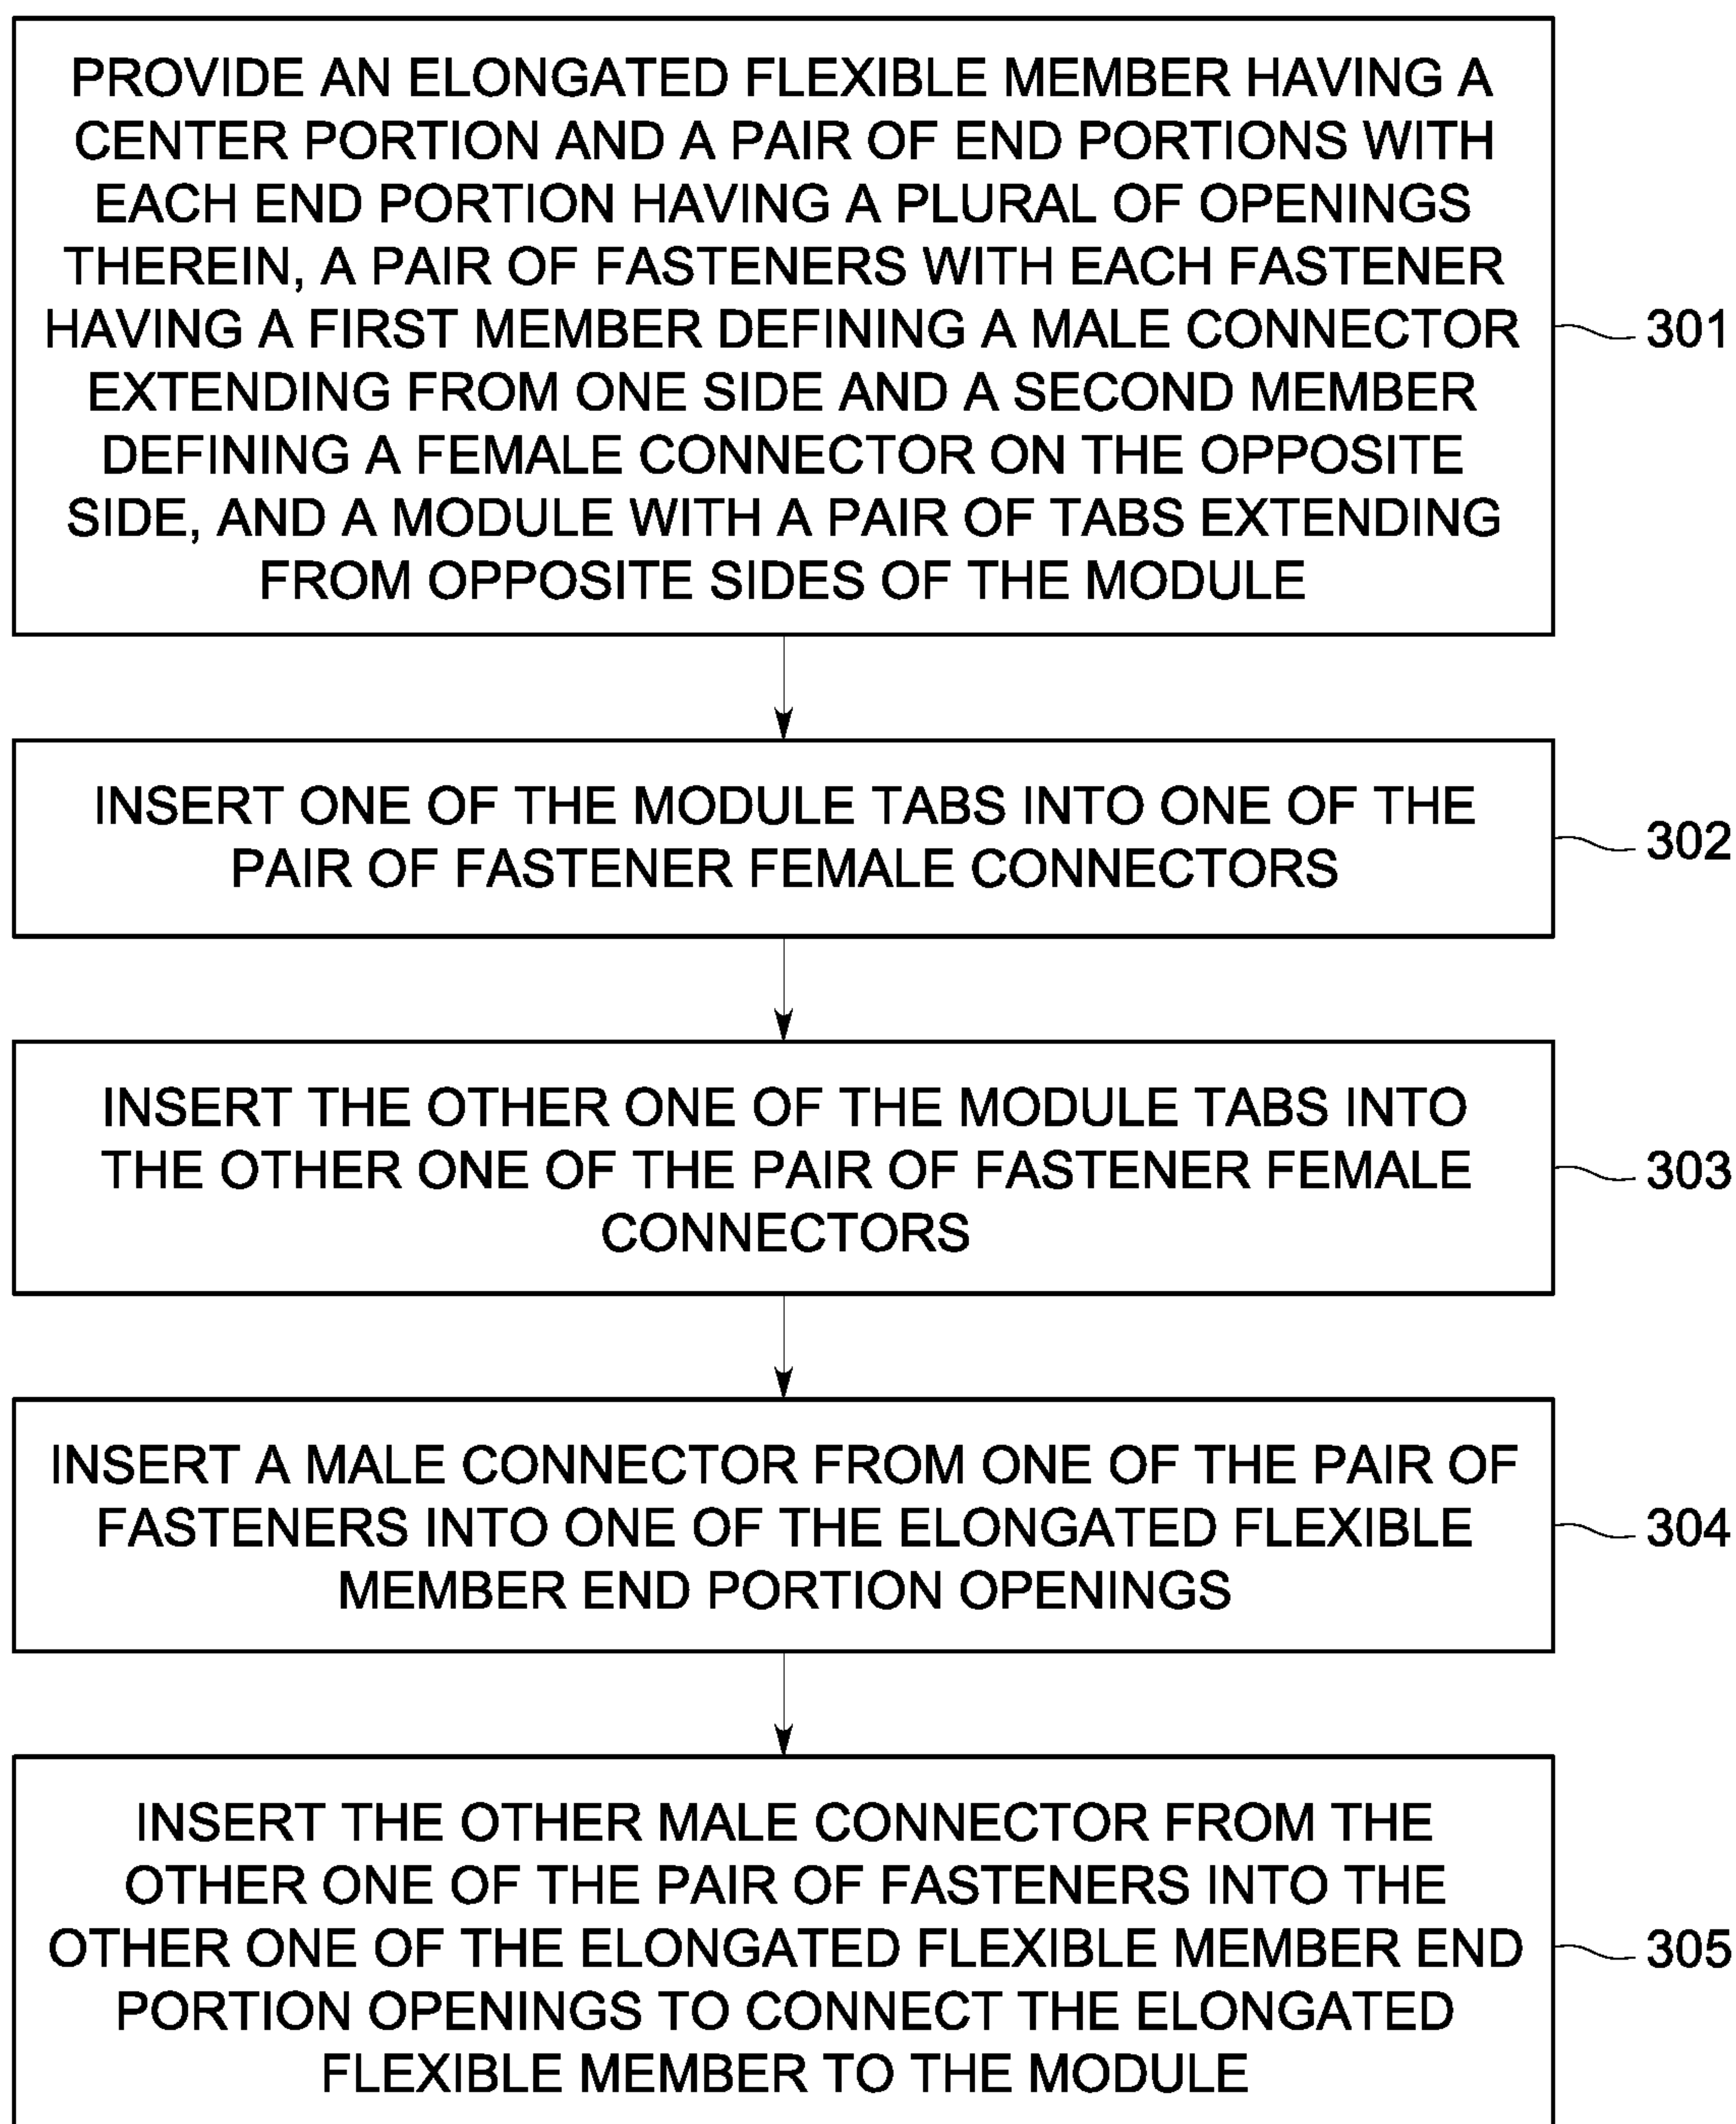 PROVIDE AN ELONGATED FLEXIBLE MEMBER HAVING A
CENTER PORTION AND A PAIR OF END PORTIONS WITH
EACH END PORTION HAVING A PLURAL OF OPENINGS
THEREIN, A PAIR OF FASTENERS WITH EACH FASTENER
HAVING A FIRST MEMBER DEFINING A MALE CONNECTOR
EXTENDING FROM ONE SIDE AND A SECOND MEMBER
DEFINING A FEMALE CONNECTOR ON THE OPPOSITE
SIDE, AND A MODULE WITH A PAIR OF TABS EXTENDING
FROM OPPOSITE SIDES OF THE MODULE
301
INSERT ONE OF THE MODULE TABS INTO ONE OF THE
PAIR OF FASTENER FEMALE CONNECTORS
302
INSERT THE OTHER ONE OF THE MODULE TABS INTO
THE OTHER ONE OF THE PAIR OF FASTENER FEMALE
CONNECTORS
303
INSERT A MALE CONNECTOR FROM ONE OF THE PAIR OF
FASTENERS INTO ONE OF THE ELONGATED FLEXIBLE
MEMBER END PORTION OPENINGS
304
INSERT THE OTHER MALE CONNECTOR FROM THE
OTHER ONE OF THE PAIR OF FASTENERS INTO THE
OTHER ONE OF THE ELONGATED FLEXIBLE MEMBER END
PORTION OPENINGS TO CONNECT THE ELONGATED
FLEXIBLE MEMBER TO THE MODULE
305